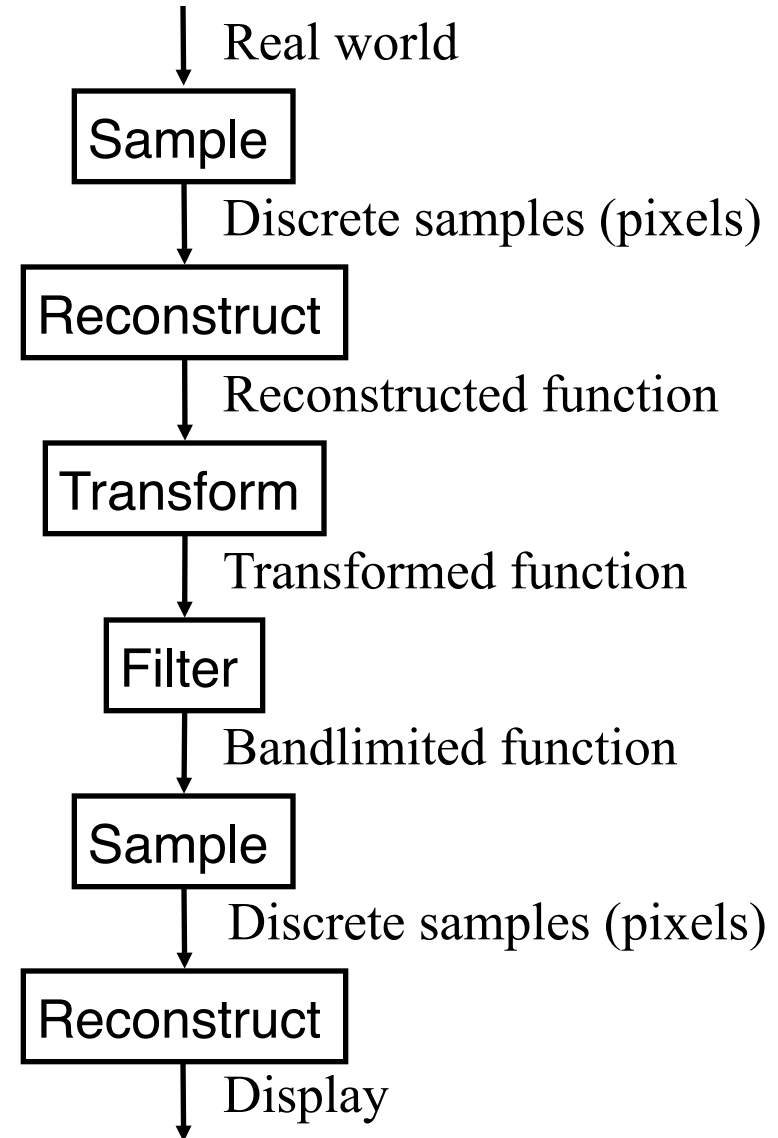 Real world
Sample
Discrete samples (pixels)
Reconstruct
Reconstructed function
Transform
Transformed function
Filter
Bandlimited function
Sample
Discrete samples (pixels)
Reconstruct
Display